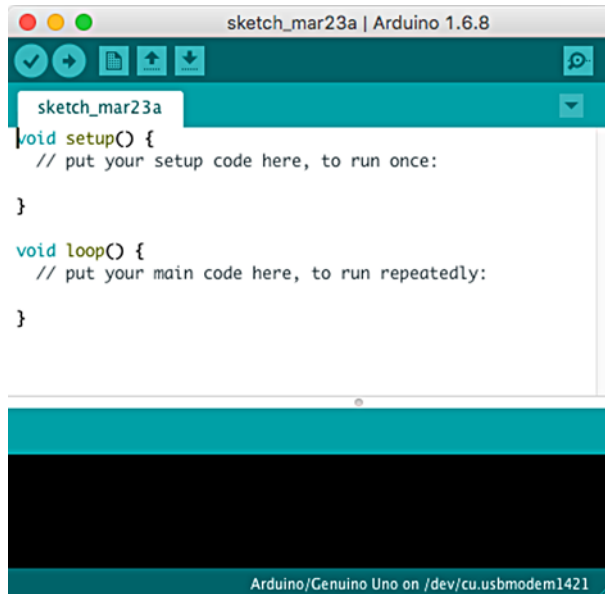 sketch_mar23a | Arduino 1.6.8
sketch_mar23a
void setup() {
  // put your setup code here, to run once:
}
void loop() {
  // put your main code here, to run repeatedly:
}
Arduino/Genuino Uno on /dev/cu.usbmodem1421